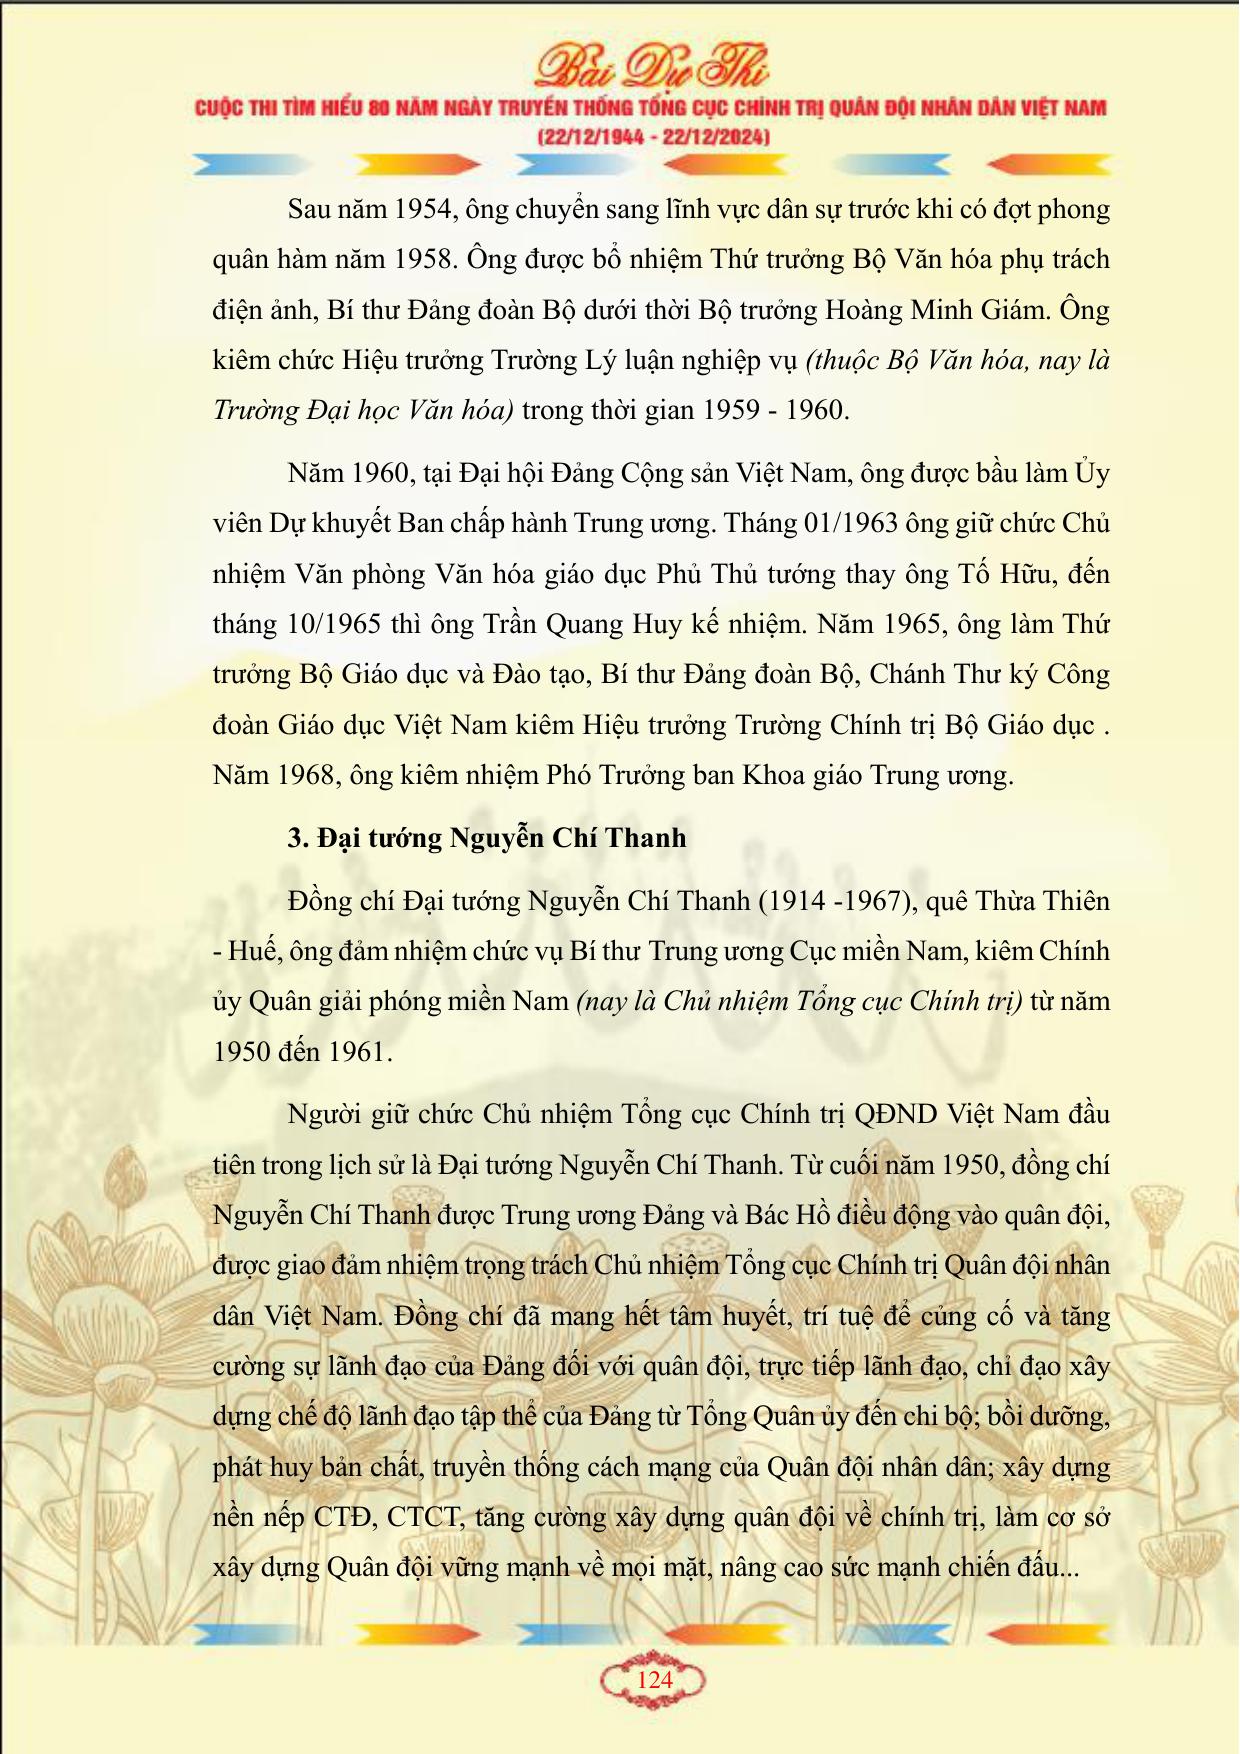 Bài Dự Thi
CUỘC THI TÌM HIỂU 80 NĂM NGÀY TRUYỀN THỐNG TỔNG CỤC CHÍNH TRỊ QUÂN ĐỘI NHÂN DÂN VIỆT NAM
(22/12/1944 - 22/12/2024)
Sau năm 1954, ông chuyển sang lĩnh vực dân sự trước khi có đợt phong
quân hàm năm 1958. Ông được bổ nhiệm Thứ trưởng Bộ Văn hóa phụ trách
điện ảnh, Bí thư Đảng đoàn Bộ dưới thời Bộ trưởng Hoàng Minh Giám. Ông
kiêm chức Hiệu trưởng Trường Lý luận nghiệp vụ (thuộc Bộ Văn hóa, nay là
Trường Đại học Văn hóa) trong thời gian 1959 - 1960.
Năm 1960, tại Đại hội Đảng Cộng sản Việt Nam, ông được bầu làm Ủy
viên Dự khuyết Ban chấp hành Trung ương. Tháng 01/1963 ông giữ chức Chủ
nhiệm Văn phòng Văn hóa giáo dục Phủ Thủ tướng thay ông Tố Hữu, đến
tháng 10/1965 thì ông Trần Quang Huy kế nhiệm. Năm 1965, ông làm Thứ
trưởng Bộ Giáo dục và Đào tạo, Bí thư Đảng đoàn Bộ, Chánh Thư ký Công
đoàn Giáo dục Việt Nam kiêm Hiệu trưởng Trường Chính trị Bộ Giáo dục .
Năm 1968, ông kiêm nhiệm Phó Trưởng ban Khoa giáo Trung ương.
3. Đại tướng Nguyễn Chí Thanh
Đồng chí Đại tướng Nguyễn Chí Thanh (1914 -1967), quê Thừa Thiên
- Huế, ông đảm nhiệm chức vụ Bí thư Trung ương Cục miền Nam, kiêm Chính
ủy Quân giải phóng miền Nam (nay là Chủ nhiệm Tổng cục Chính trị) từ năm
1950 đến 1961.
Người giữ chức Chủ nhiệm Tổng cục Chính trị QĐND Việt Nam đầu
tiên trong lịch sử là Đại tướng Nguyễn Chí Thanh. Từ cuối năm 1950, đồng chí
Nguyễn Chí Thanh được Trung ương Đảng và Bác Hồ điều động vào quân đội,
được giao đảm nhiệm trọng trách Chủ nhiệm Tổng cục Chính trị Quân đội nhân
dân Việt Nam. Đồng chí đã mang hết tâm huyết, trí tuệ để củng cố và tăng
cường sự lãnh đạo của Đảng đối với quân đội, trực tiếp lãnh đạo, chỉ đạo xây
dựng chế độ lãnh đạo tập thể của Đảng từ Tổng Quân ủy đến chi bộ; bồi dưỡng,
phát huy bản chất, truyền thống cách mạng của Quân đội nhân dân; xây dựng
nền nếp CTĐ, CTCT, tăng cường xây dựng quân đội về chính trị, làm cơ sở
xây dựng Quân đội vững mạnh về mọi mặt, nâng cao sức mạnh chiến đấu...
124